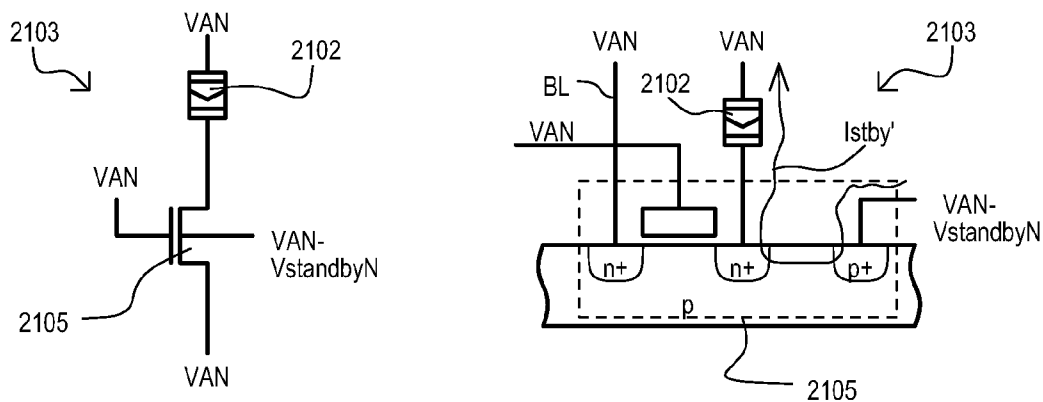 VAN
2103
2102
VAN
VAN-
VstandbyN
2105
VAN
VAN
VAN
2103
BL
2102
VAN
Istby'
VAN-
VstandbyN
n+
n+
p+
p
2105